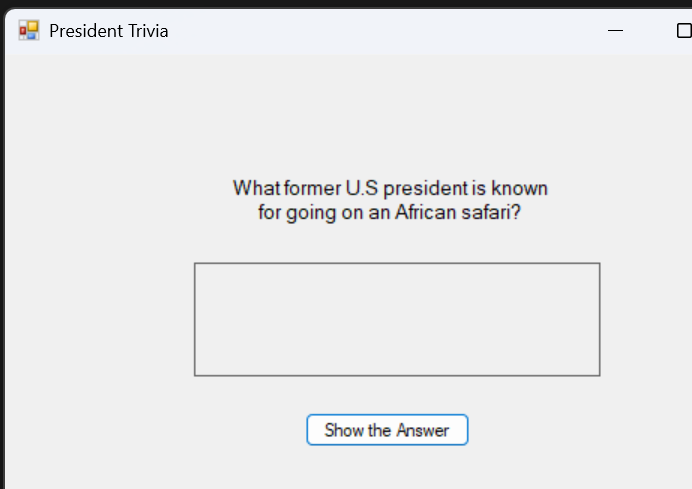 President Trivia
What former U.S president is known
for going on an African safari?
Show the Answer